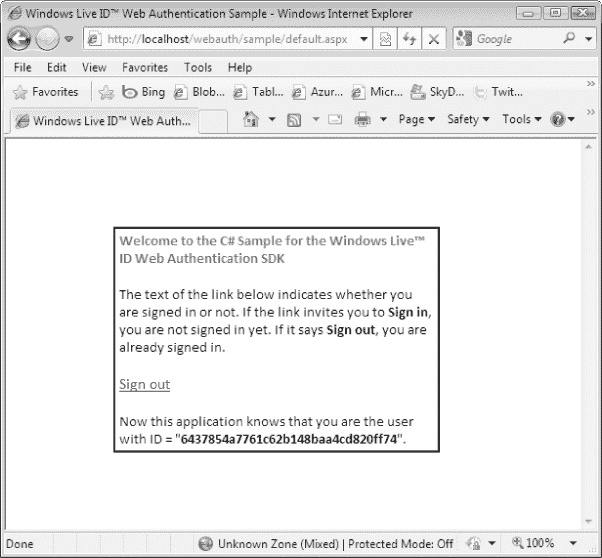 Windows Live ID™ Web Authentication Sample - Windows Internet Explorer
http://localhost/webauth/sample/default.aspx
Google
File Edit View Favorites Tools Help
Favorites Bing Blob... Tabl... Azur... Micr... SkyD... Twit... »
Windows Live ID™ Web Auth... Page Safety Tools »
Welcome to the C# Sample for the Windows Live™
ID Web Authentication SDK
The text of the link below indicates whether you
are signed in or not. If the link invites you to Sign in,
you are not signed in yet. If it says Sign out, you are
already signed in.
Sign out
Now this application knows that you are the user
with ID = "6437854a7761c62b148baa4cd820ff74".
Done Unknown Zone (Mixed) | Protected Mode: Off 100%